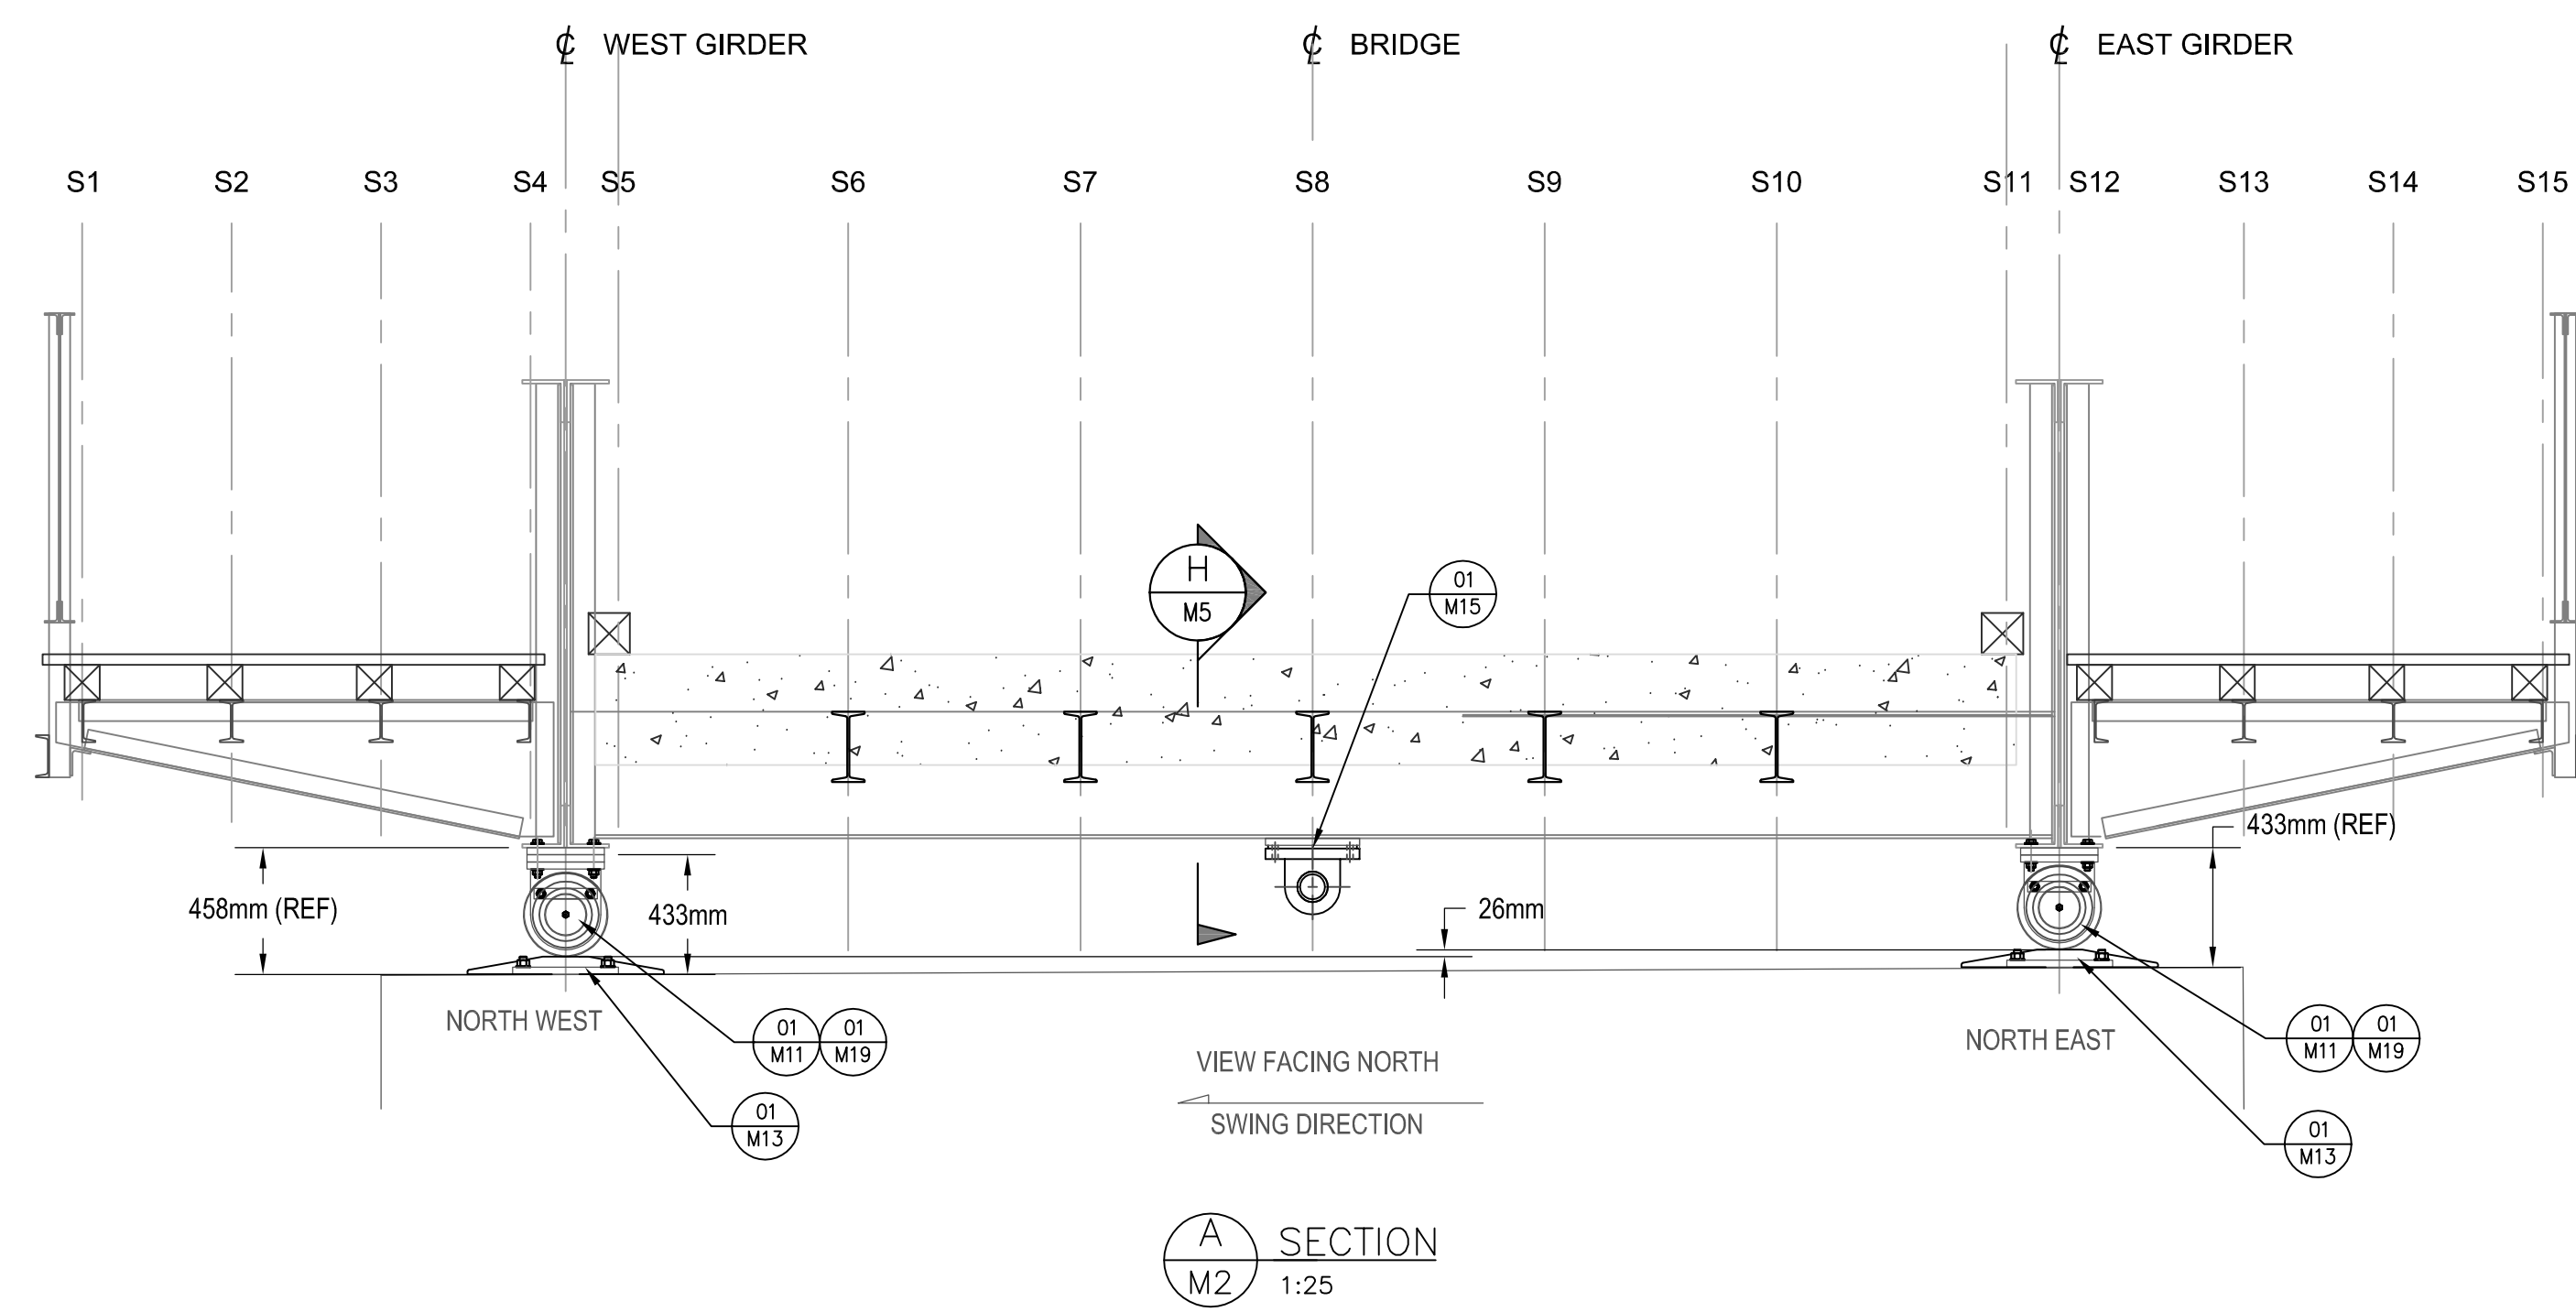 ℄ WEST GIRDER
℄ BRIDGE
℄ EAST GIRDER
S1 S2 S3 S4 S5 S6 S7 S8 S9 S10 S11 S12 S13 S14 S15
H
M5
01
M15
433mm (REF)
458mm (REF)
433mm
26mm
NORTH WEST
01
M11
01
M19
01
M13
VIEW FACING NORTH
SWING DIRECTION
NORTH EAST
01
M11
01
M19
01
M13
A
M2
SECTION
1:25